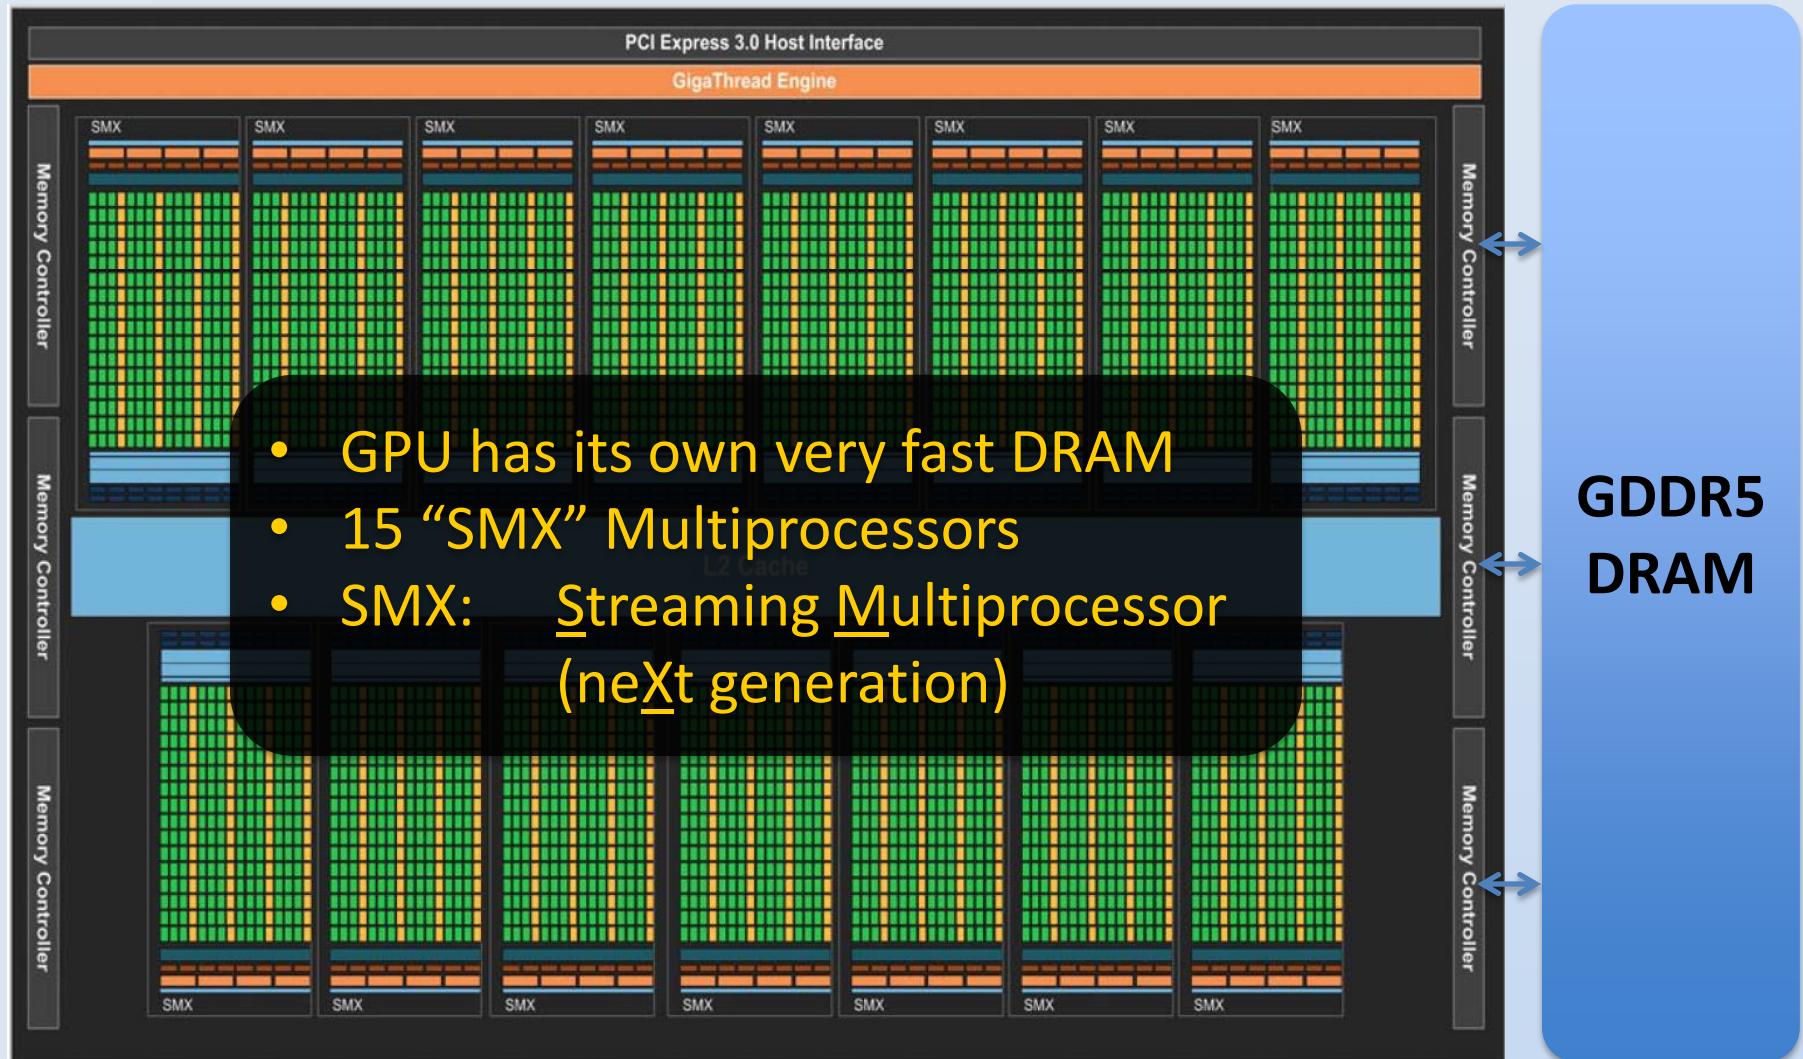 PCI Express 3.0 Host Interface
GigaThread Engine
SMX SMX SMX SMX SMX SMX SMX SMX
Memory Controller
Memory Controller
Memory Controller
Memory Controller
Memory Controller
Memory Controller
• GPU has its own very fast DRAM
• 15 “SMX” Multiprocessors
L2 Cache
• SMX: Streaming Multiprocessor
(neXt generation)
SMX SMX SMX SMX SMX SMX SMX
GDDR5
DRAM